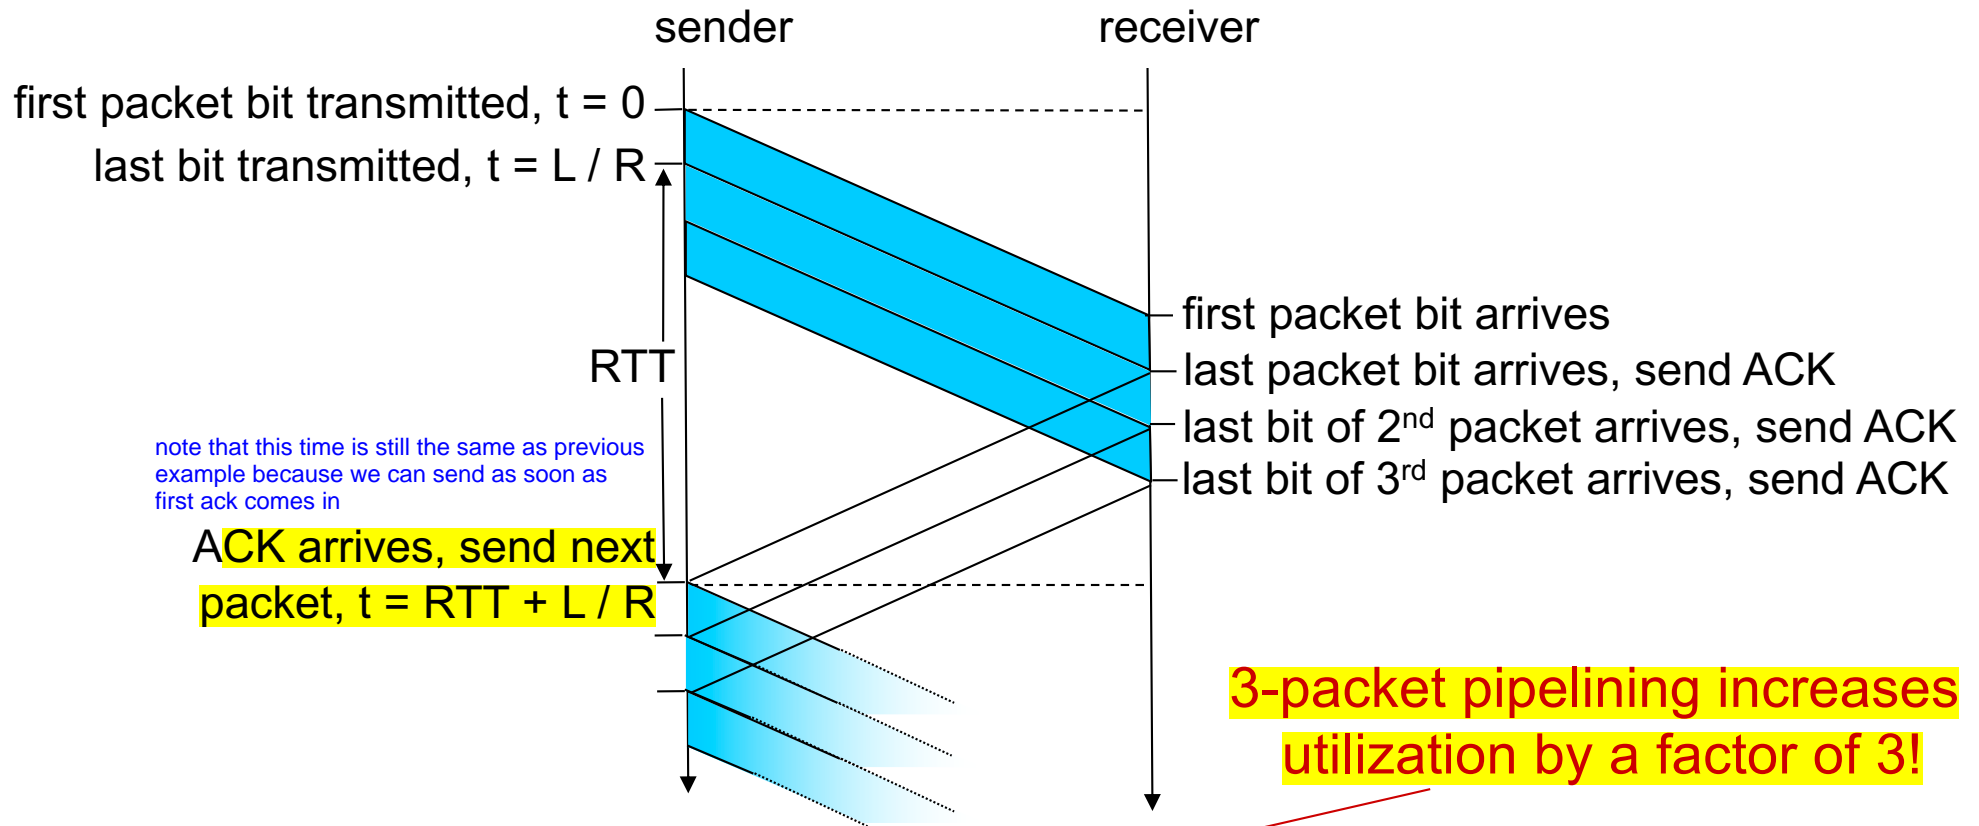 sender
receiver
first packet bit transmitted, t = 0
last bit transmitted, t = L / R
first packet bit arrives
RTT
last packet bit arrives, send ACK
last bit of 2nd packet arrives, send ACK
last bit of 3rd packet arrives, send ACK
note that this time is still the same as previous
example because we can send as soon as
first ack comes in
ACK arrives, send next
packet, t = RTT + L / R
3-packet pipelining increases
utilization by a factor of 3!